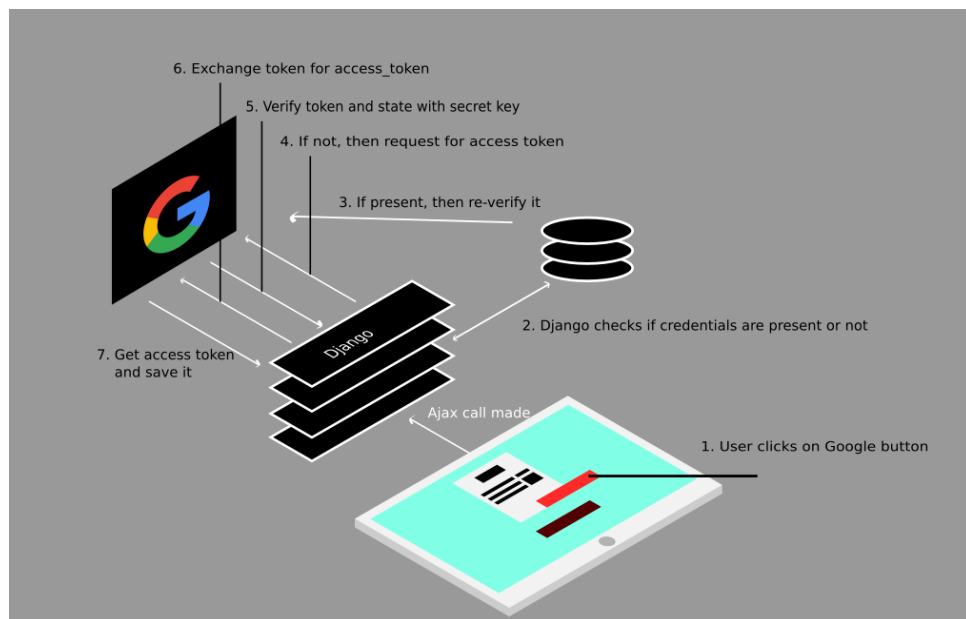 6. Exchange token for access_token
5. Verify token and state with secret key
4. If not, then request for access token
3. If present, then re-verify it
2. Django checks if credentials are present or not
Django
7. Get access token
and save it
Ajax call made
1. User clicks on Google button